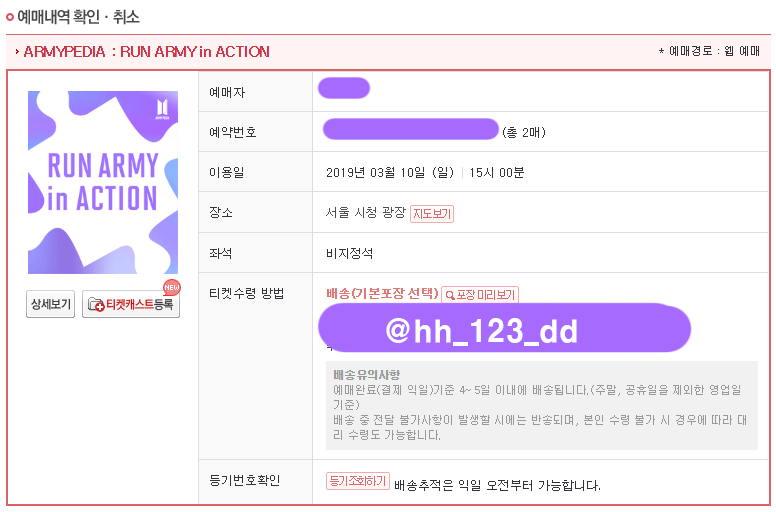 예매내역 확인 · 취소
ARMYPEDIA : RUN ARMY in ACTION
* 예매경로 : 웹 예매
RUN ARMY
in ACTION
상세보기
티켓캐스트등록
NEW
예매자
예약번호
(총 2매)
이용일
2019년 03월 10일 (일) | 15시 00분
장소
서울 시청 광장 지도보기
좌석
비지정석
티켓수령 방법
배송(기본포장 선택) 포장 미리보기
@hh_123_dd
배송유의사항
예매완료(결제 익일)기준 4~5일 이내에 배송됩니다.(주말, 공휴일을 제외한 영업일
기준)
배송 중 전달 불가사항이 발생할 시에는 반송되며, 본인 수령 불가 시 경우에 따라 대
리 수령도 가능합니다.
등기번호확인
등기조회하기 배송추적은 익일 오전부터 가능합니다.